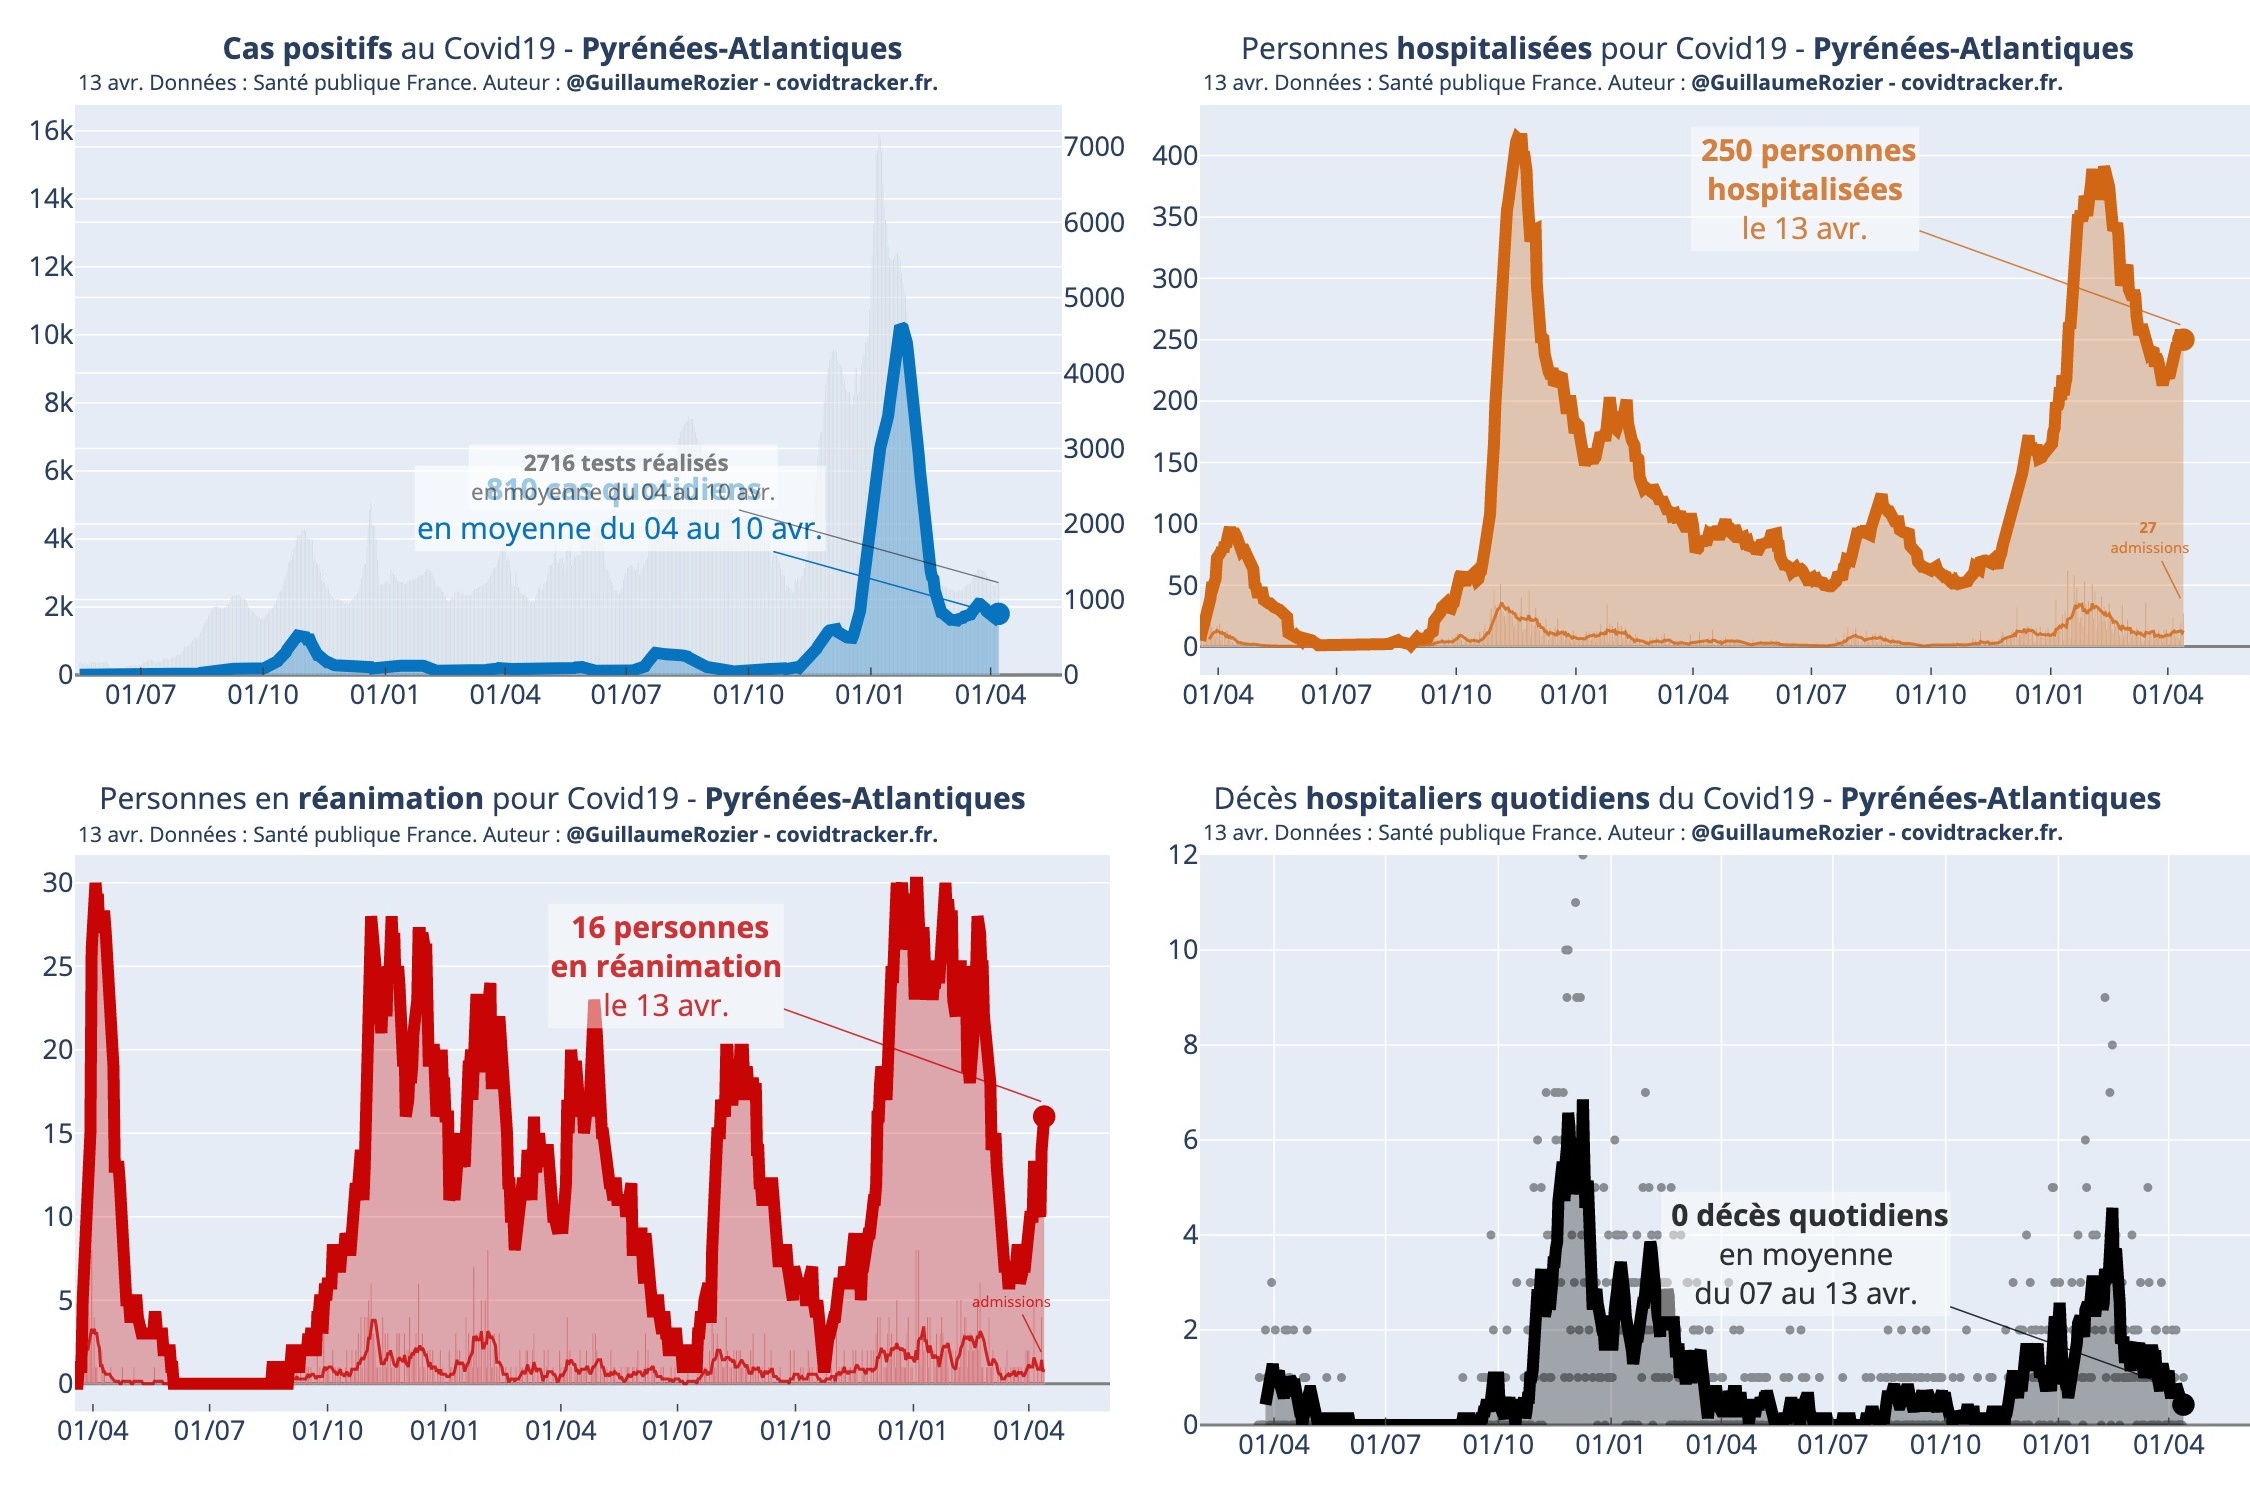 Cas positifs au Covid19 - Pyrénées-Atlantiques
13 avr. Données : Santé publique France. Auteur : @GuillaumeRozier - covidtracker.fr.
16k
14k
12k
10k
8k
6k
4k
2k
0
7000
6000
5000
4000
3000
2000
1000
0
2716 tests réalisés
en moyenne du 04 au 10 avr.
810 cas quotidiens
en moyenne du 04 au 10 avr.
01/07 01/10 01/01 01/04 01/07 01/10 01/01 01/04
Personnes hospitalisées pour Covid19 - Pyrénées-Atlantiques
13 avr. Données : Santé publique France. Auteur : @GuillaumeRozier - covidtracker.fr.
400
350
300
250
200
150
100
50
0
250 personnes
hospitalisées
le 13 avr.
27
admissions
01/04 01/07 01/10 01/01 01/04 01/07 01/10 01/01 01/04
Personnes en réanimation pour Covid19 - Pyrénées-Atlantiques
13 avr. Données : Santé publique France. Auteur : @GuillaumeRozier - covidtracker.fr.
30
25
20
15
10
5
0
16 personnes
en réanimation
le 13 avr.
admissions
01/04 01/07 01/10 01/01 01/04 01/07 01/10 01/01 01/04
Décès hospitaliers quotidiens du Covid19 - Pyrénées-Atlantiques
13 avr. Données : Santé publique France. Auteur : @GuillaumeRozier - covidtracker.fr.
12
10
8
6
4
2
0
0 décès quotidiens
en moyenne
du 07 au 13 avr.
01/04 01/07 01/10 01/01 01/04 01/07 01/10 01/01 01/04